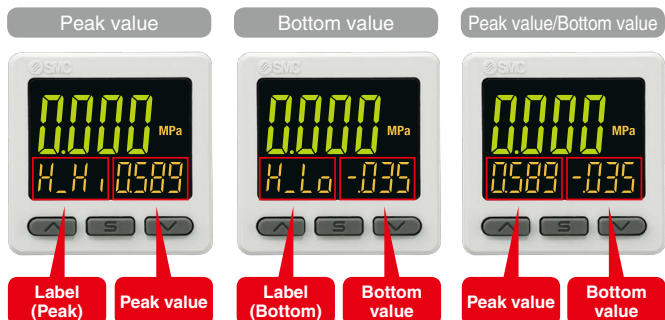 Peak value
Bottom value
Peak value/Bottom value
SMC
SMC
SMC
0.000 MPa
0.000 MPa
0.000 MPa
H_Hi 0.589
H_Lo -.035
0.589 -.035
S
S
S
Label
(Peak)
Peak value
Label
(Bottom)
Bottom
value
Peak value
Bottom
value